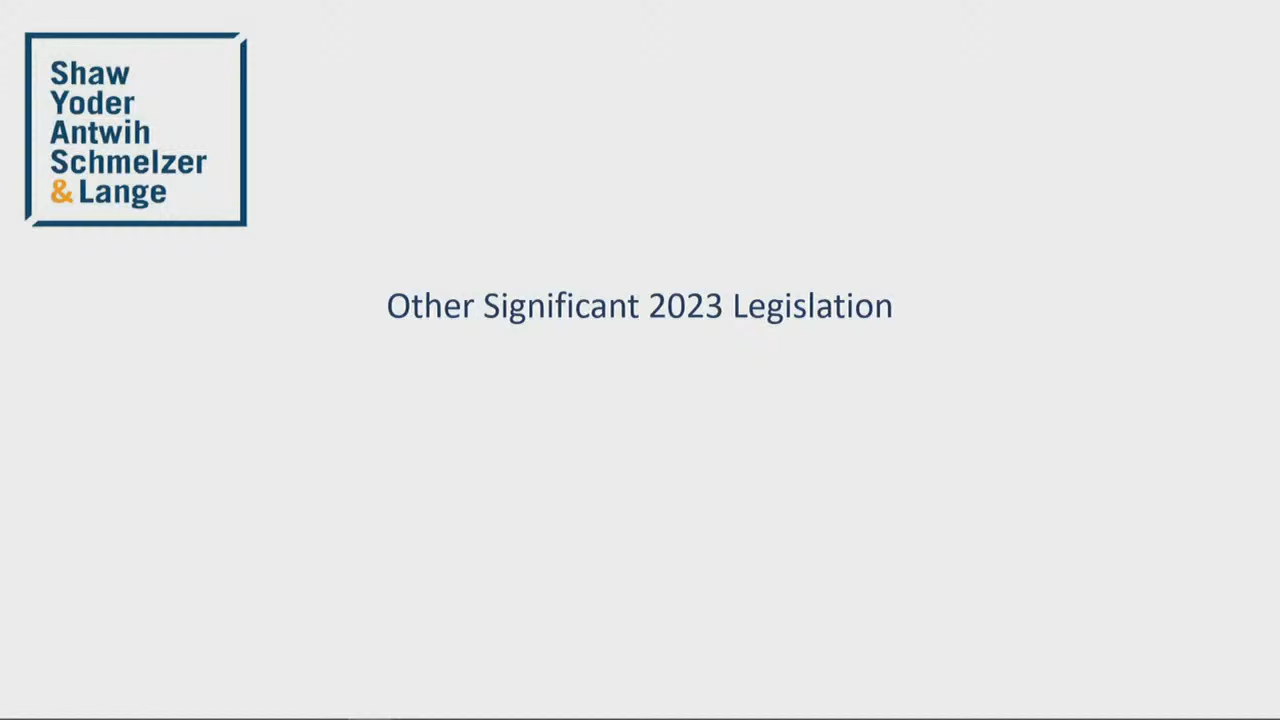 Shaw
Yoder
Antwih
Schmelzer
& Lange
Other Significant 2023 Legislation